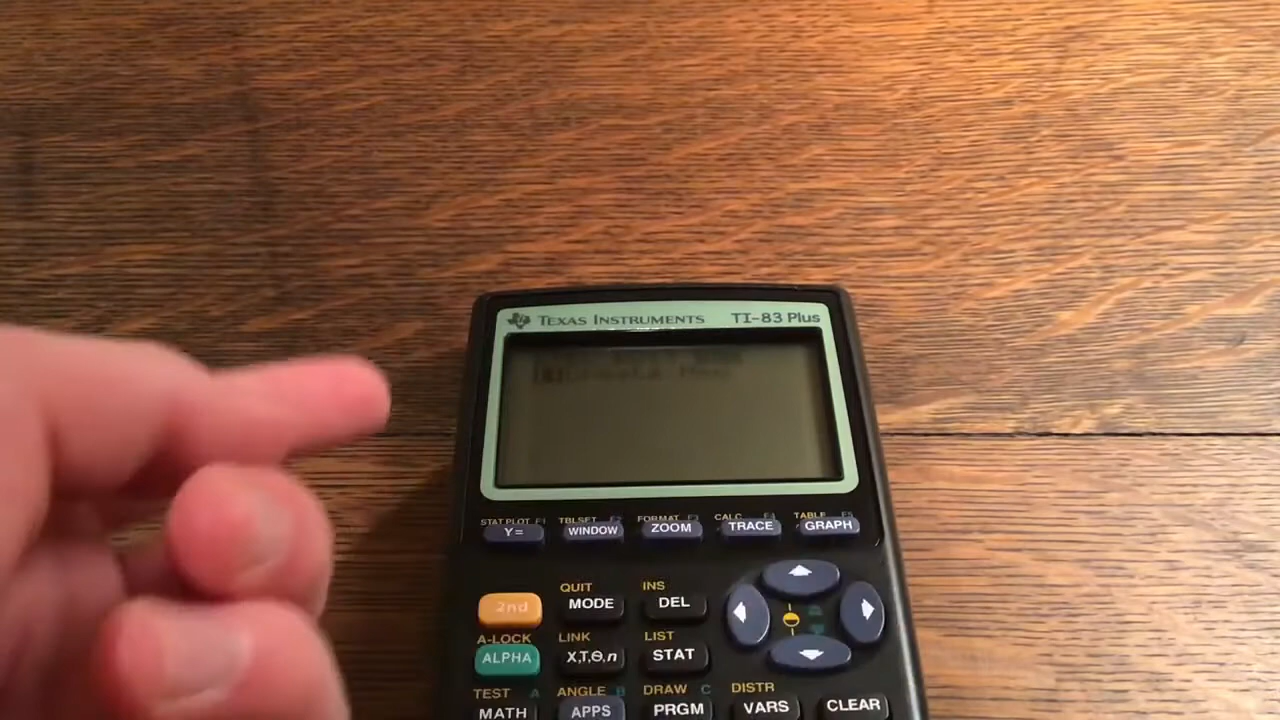 TEXAS INSTRUMENTS TI-83 Plus
STAT PLOT F1 TBLSET F2 FORMAT F3 CALC F4 TABLE F5
Y= WINDOW ZOOM TRACE GRAPH
QUIT INS
2nd MODE DEL
A-LOCK LINK LIST
ALPHA X,T,Θ,n STAT
TEST A ANGLE B DRAW C DISTR
MATH APPS PRGM VARS CLEAR